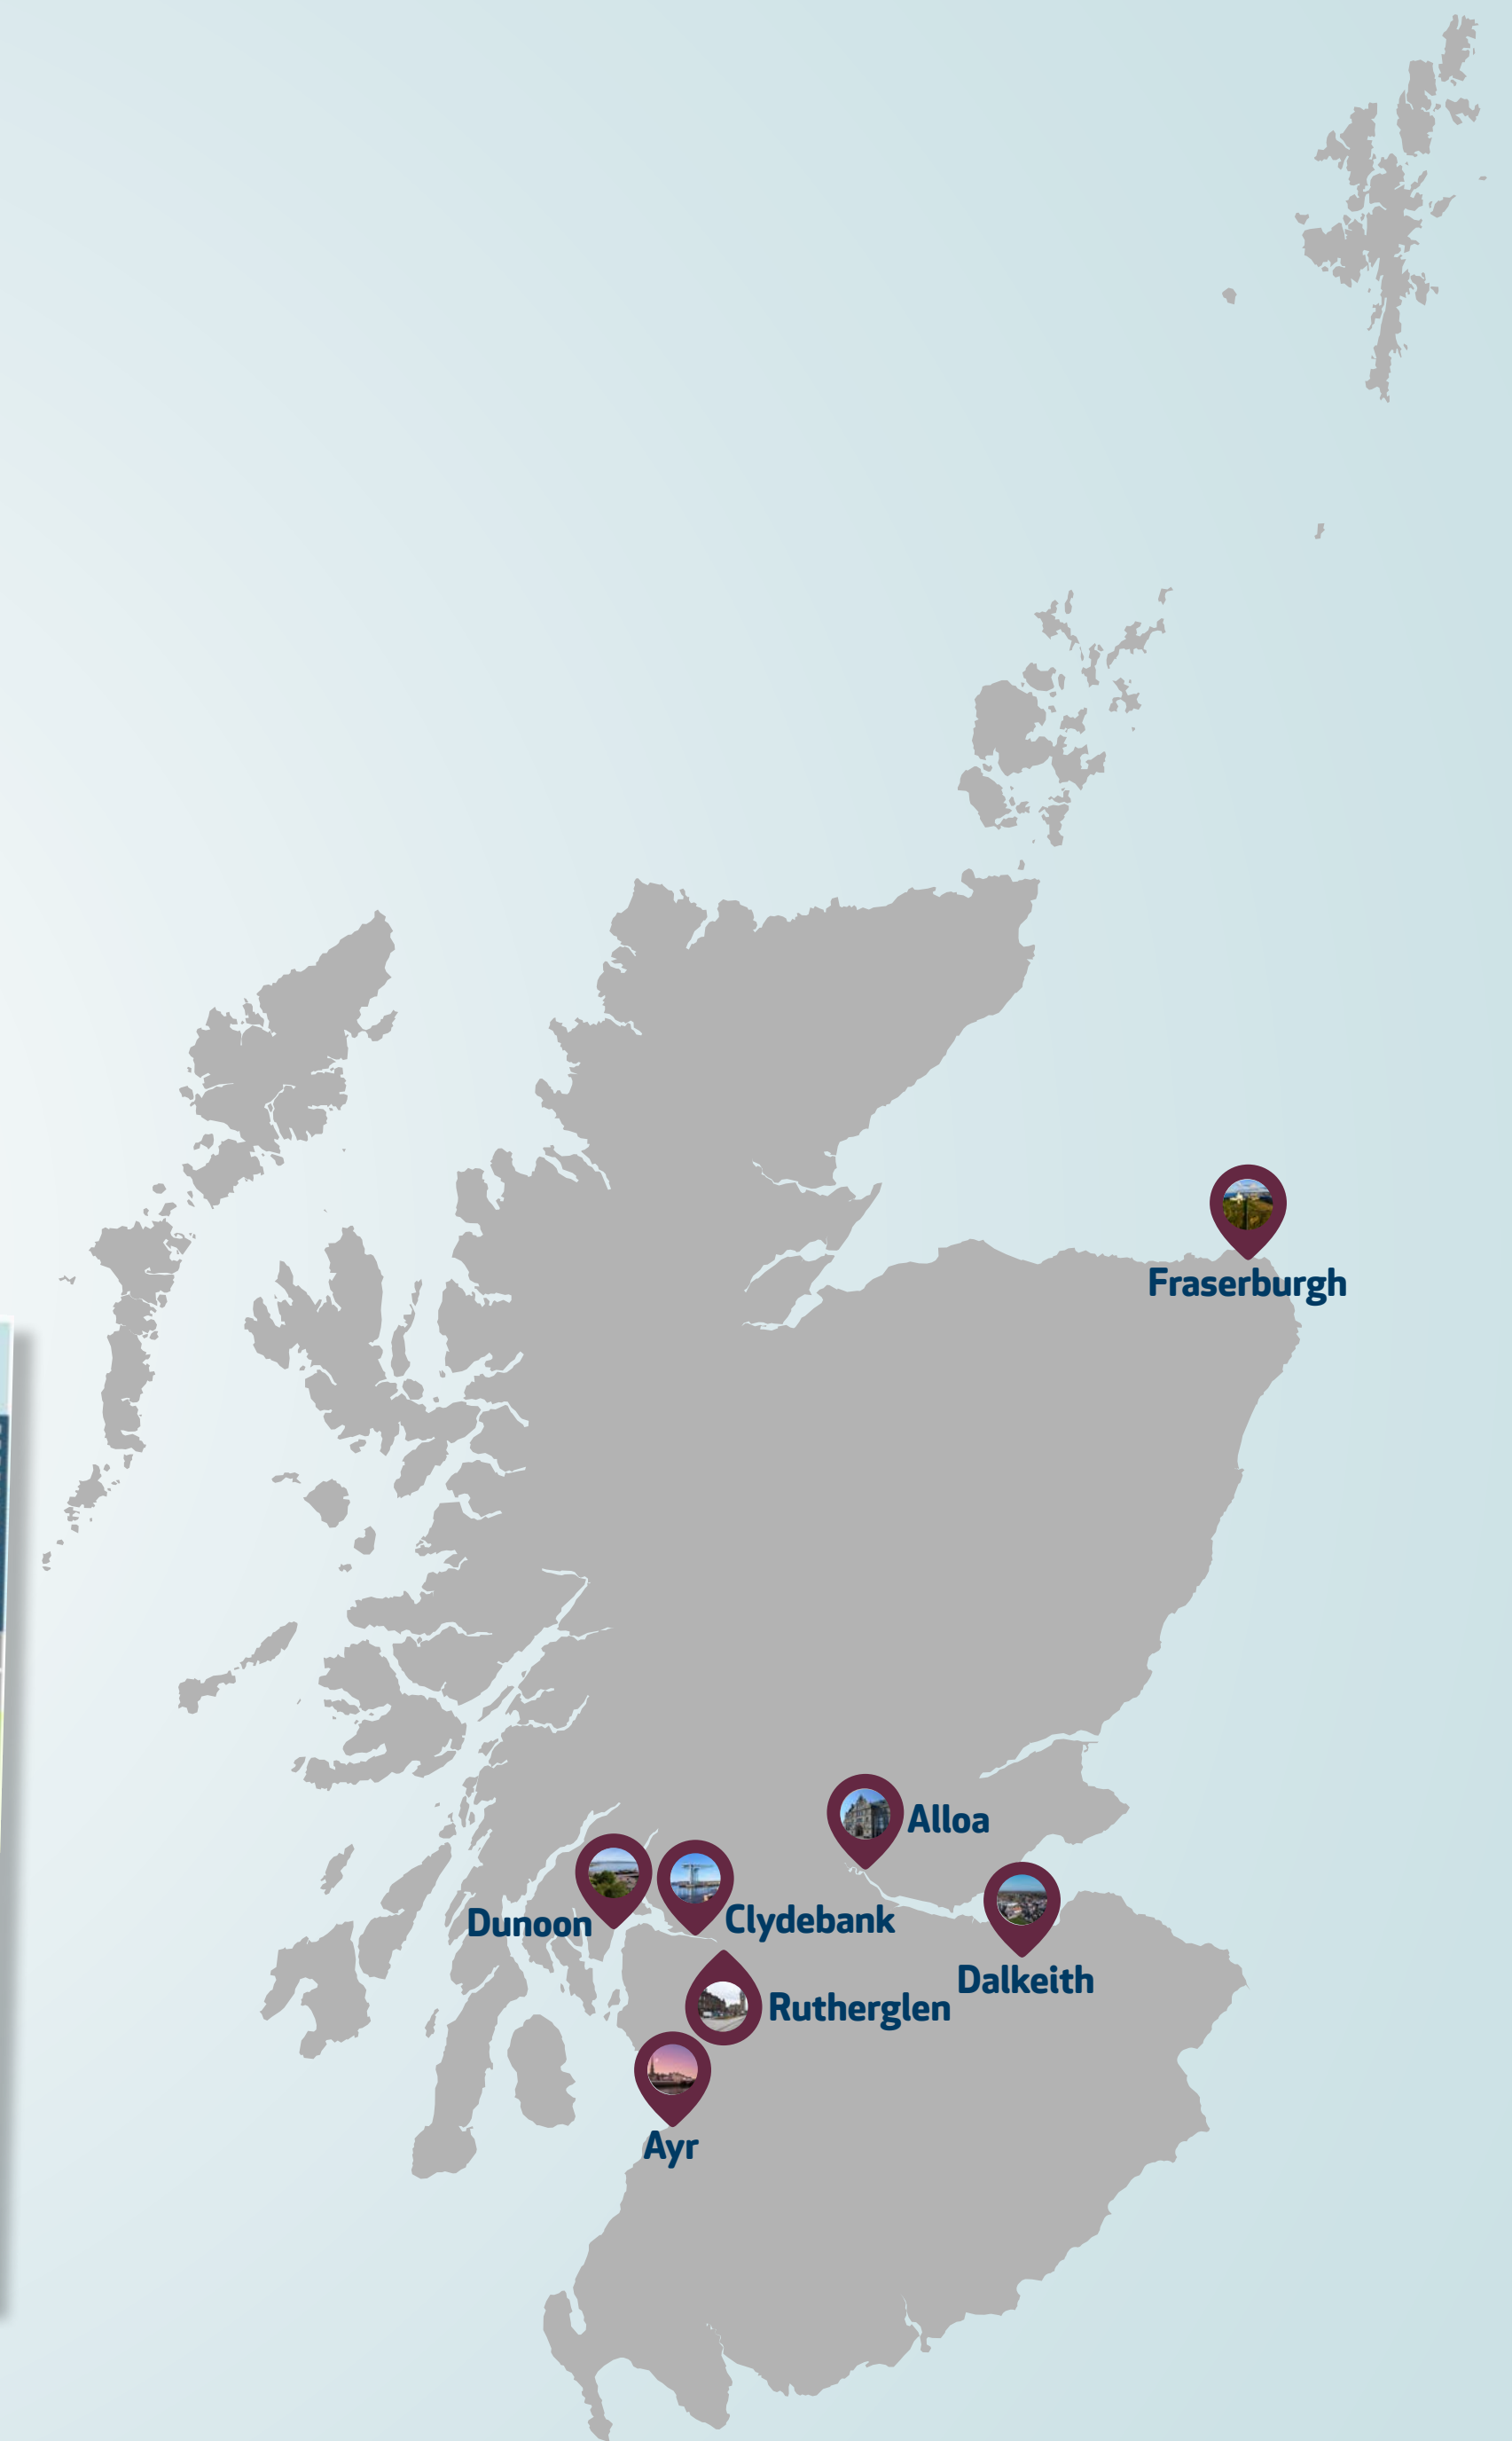 Fraserburgh
Alloa
Dunoon
Clydebank
Dalkeith
Rutherglen
Ayr